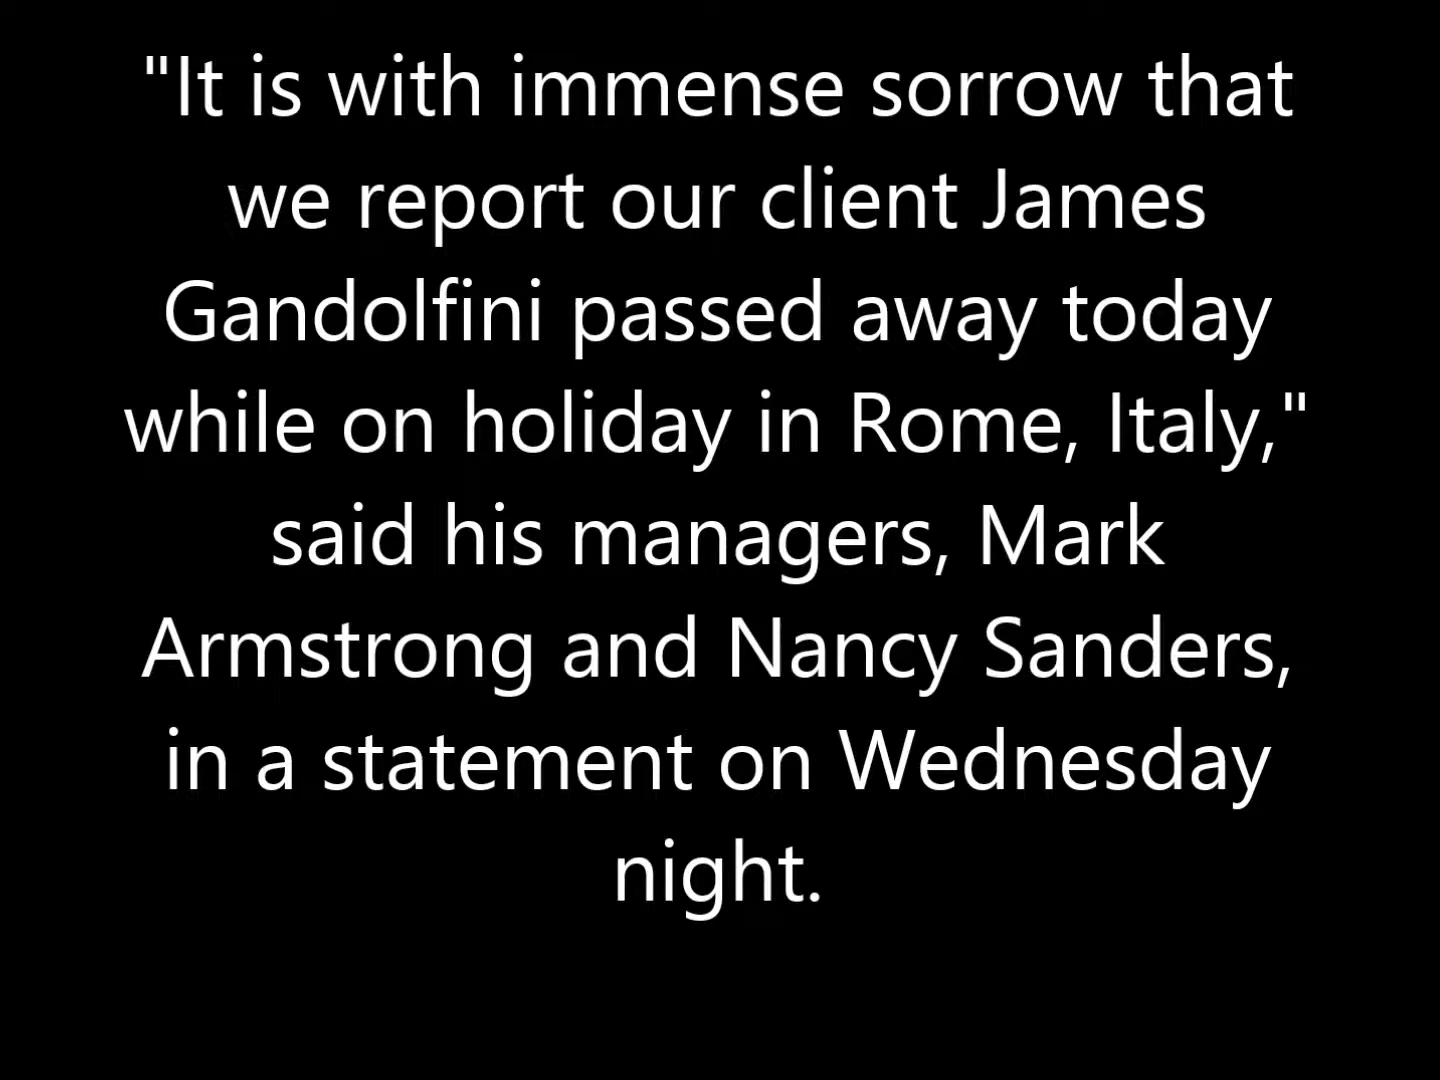 "It is with immense sorrow that
we report our client James
Gandolfini passed away today
while on holiday in Rome, Italy,"
said his managers, Mark
Armstrong and Nancy Sanders,
in a statement on Wednesday
night.